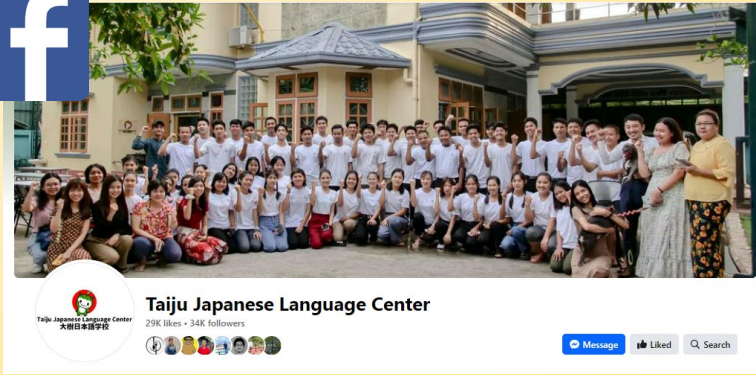 f
Taiju Japanese Language Center
大樹日本語学校
Taiju Japanese Language Center
29K likes • 34K followers
Message
Liked
Search